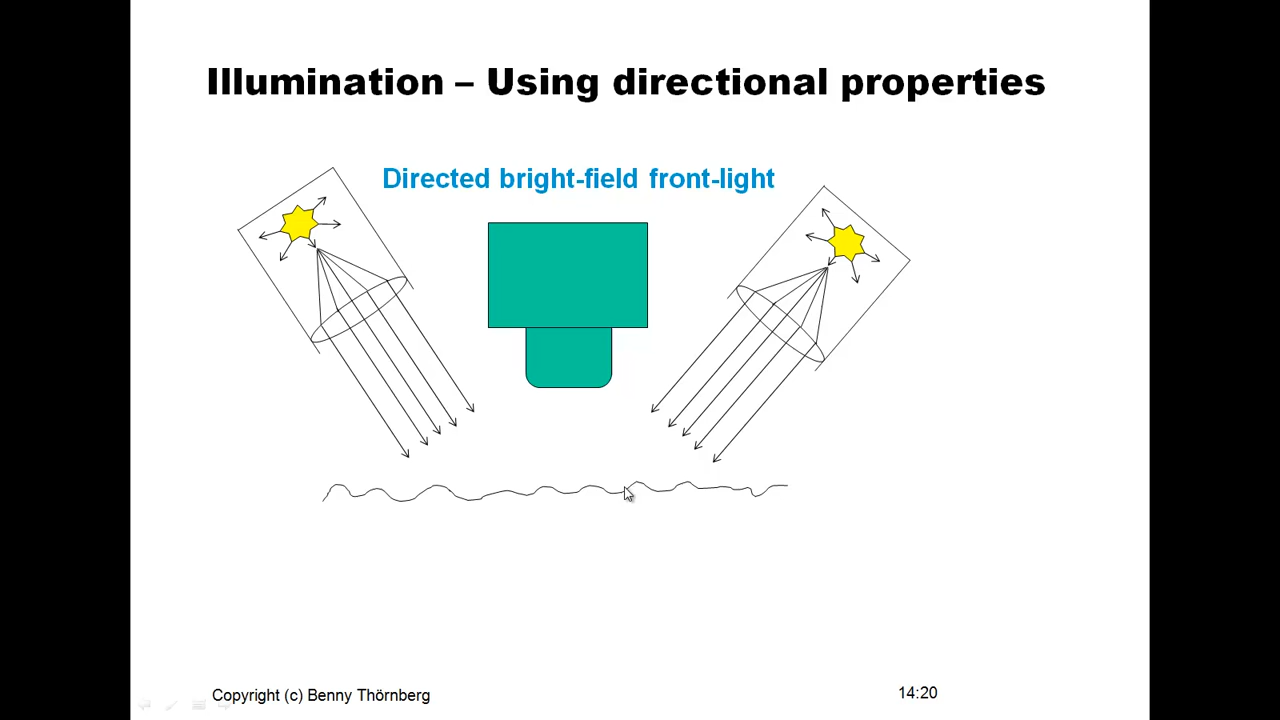 Illumination – Using directional properties
Directed bright-field front-light
Copyright (c) Benny Thörnberg
14:20